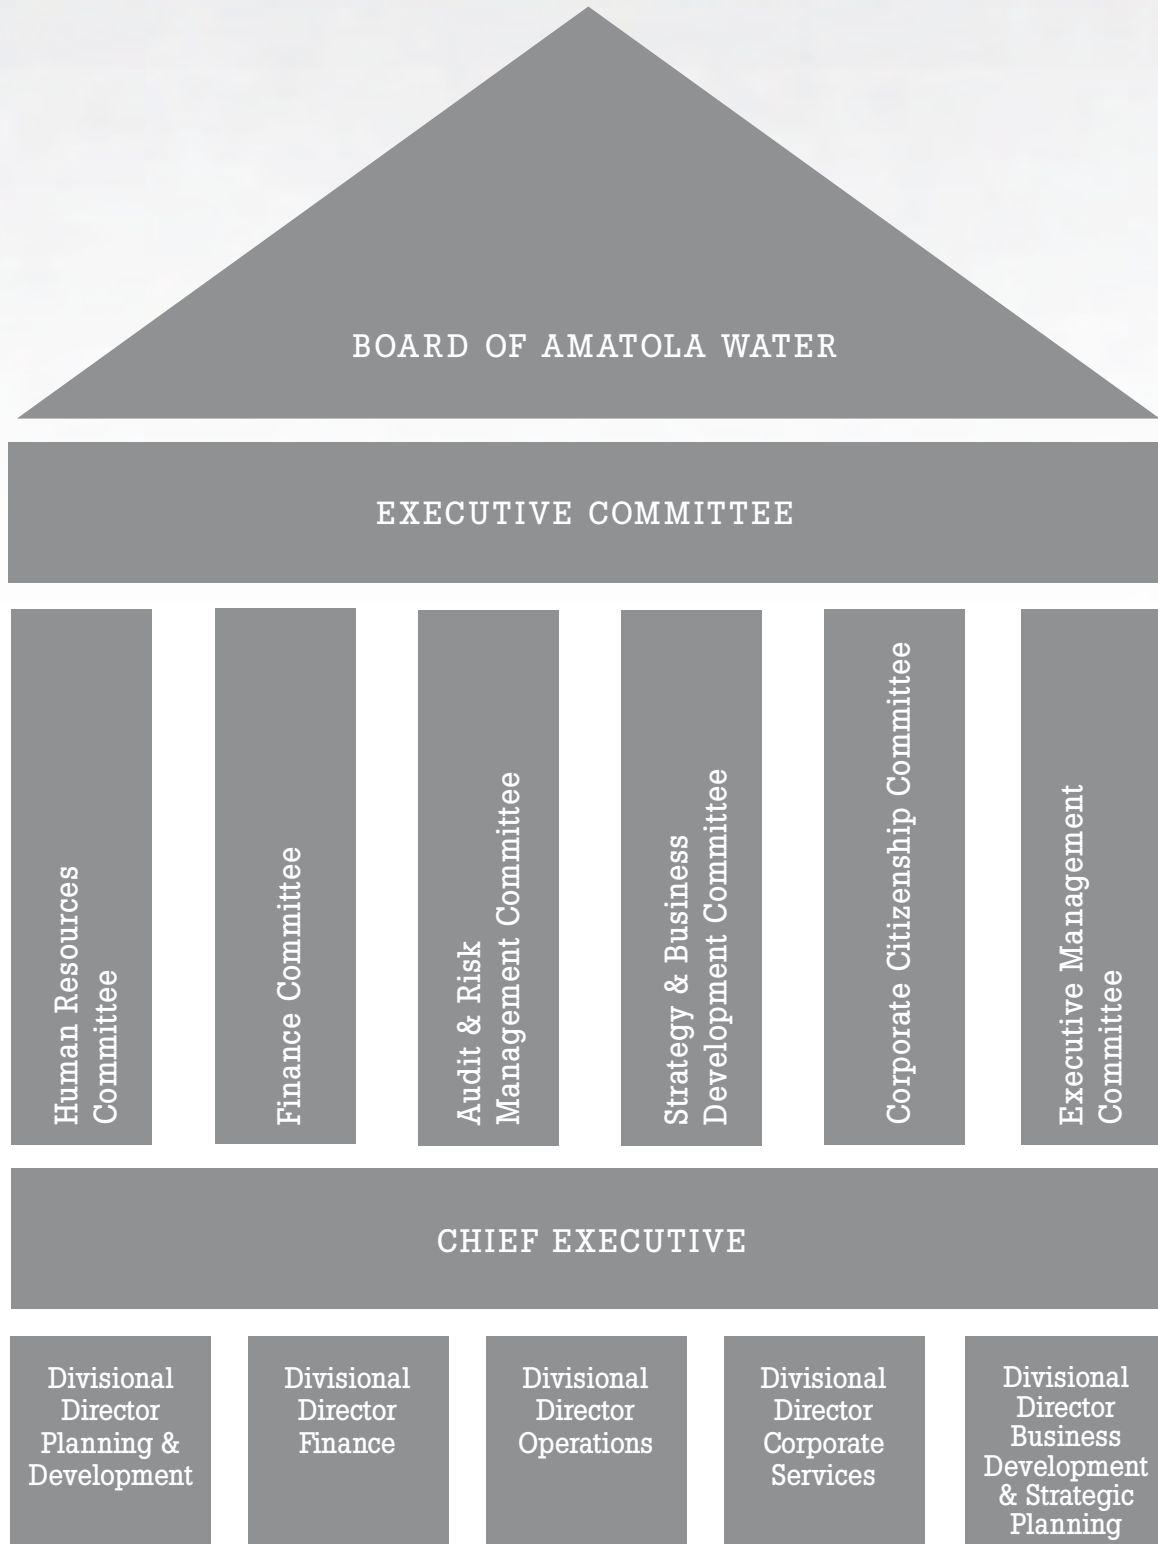 BOARD OF AMATOLA WATER
EXECUTIVE COMMITTEE
Human Resources
Committee
Finance Committee
Audit & Risk
Management Committee
Strategy & Business
Development Committee
Corporate Citizenship Committee
Executive Management
Committee
CHIEF EXECUTIVE
Divisional
Director
Planning &
Development
Divisional
Director
Finance
Divisional
Director
Operations
Divisional
Director
Corporate
Services
Divisional
Director
Business
Development
& Strategic
Planning